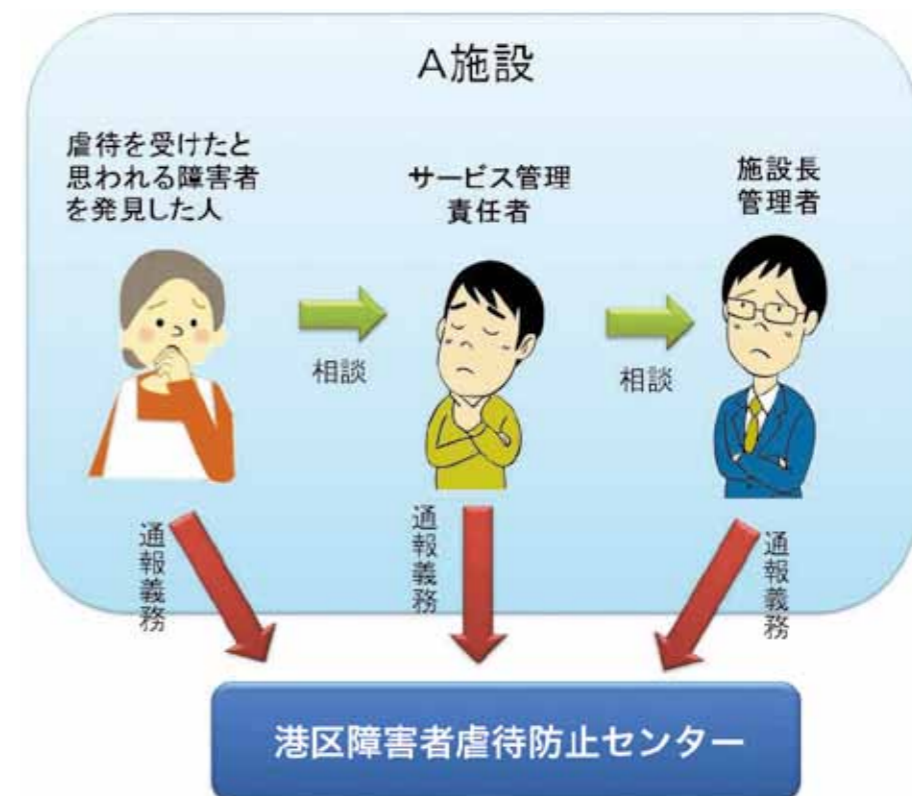 A施設
虐待を受けたと
思われる障害者
を発見した人
サービス管理
責任者
施設長
管理者
相談
相談
通報義務
通報義務
通報義務
港区障害者虐待防止センター